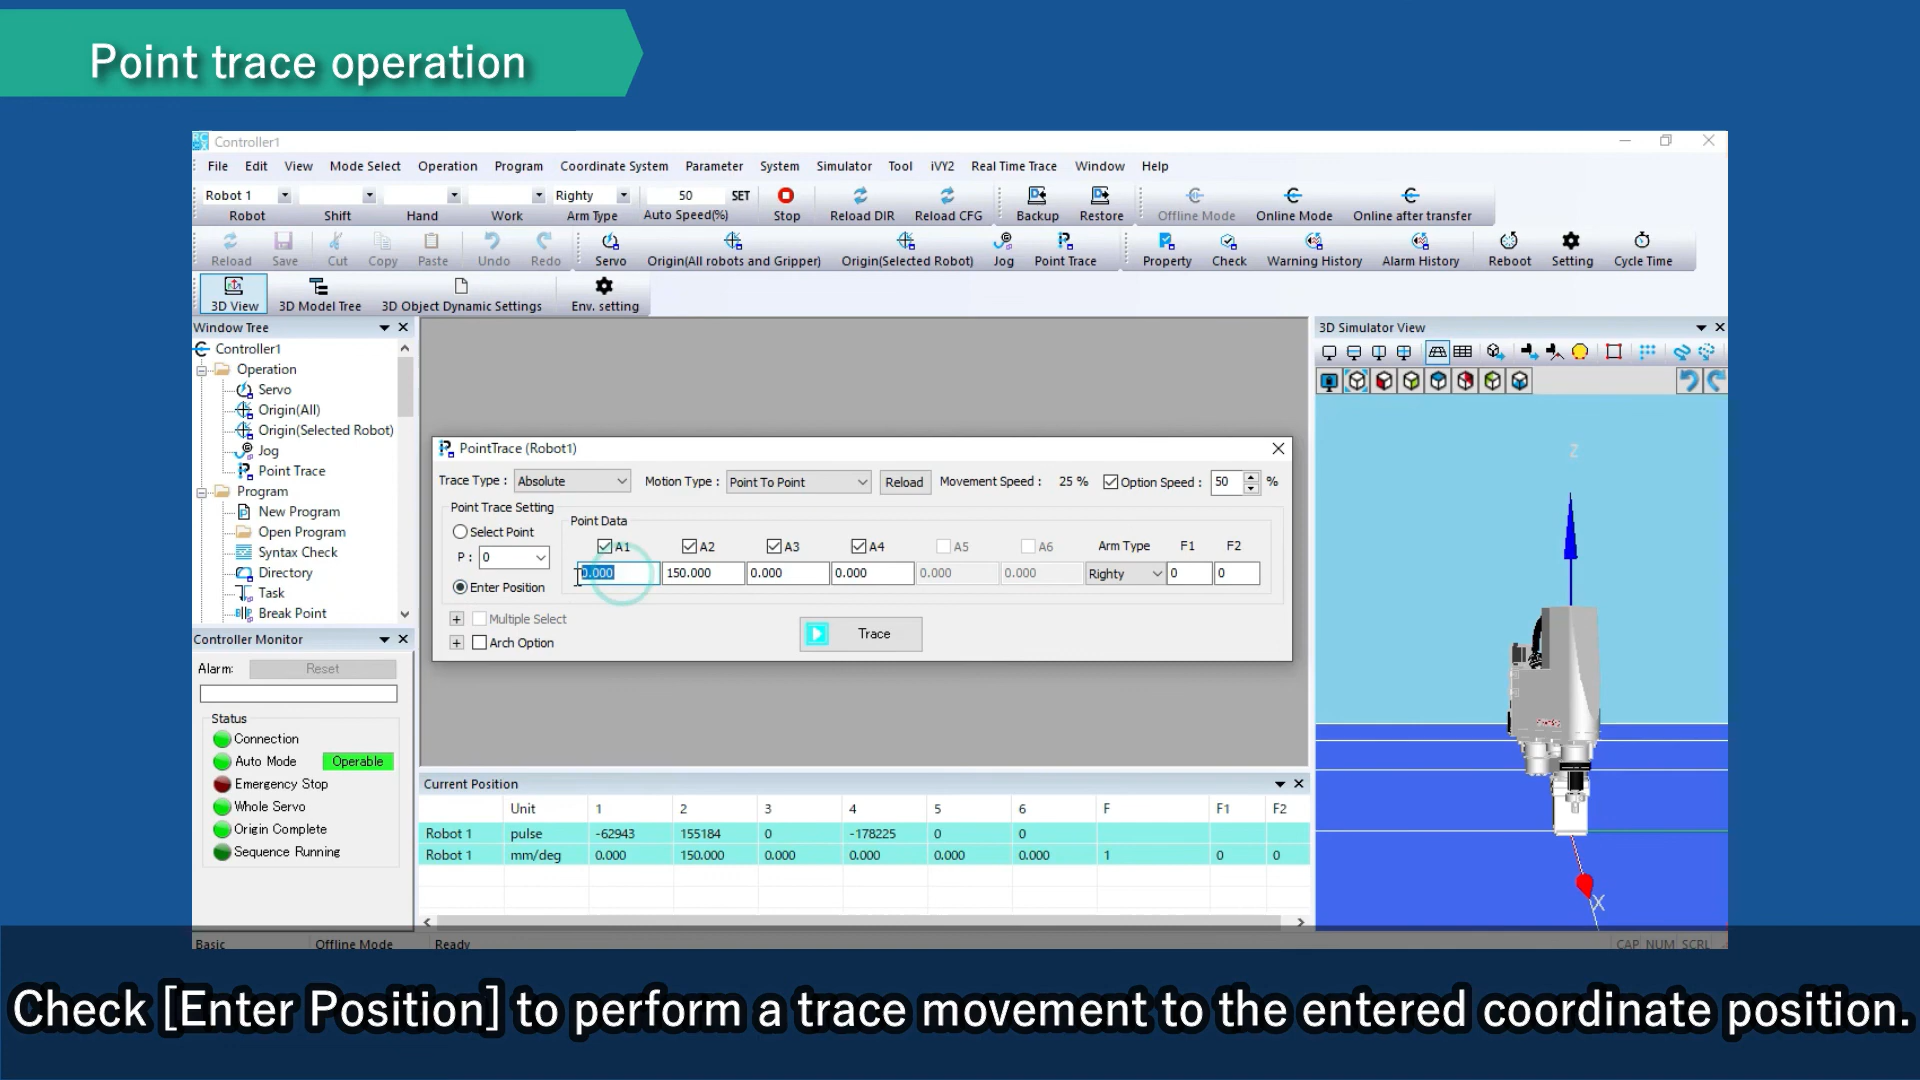 Point trace operation
Controller1
File Edit View Mode Select Operation Program Coordinate System Parameter System Simulator Tool iVY2 Real Time Trace Window Help
Robot 1 Righty 50 SET
Robot Shift Hand Work Arm Type Auto Speed(%) Stop Reload DIR Reload CFG Backup Restore Offline Mode Online Mode Online after transfer
Reload Save Cut Copy Paste Undo Redo Servo Origin(All robots and Gripper) Origin(Selected Robot) Jog Point Trace Property Check Warning History Alarm History Reboot Setting Cycle Time
3D View 3D Model Tree 3D Object Dynamic Settings Env. setting
Window Tree
Controller1
Operation
Servo
Origin(All)
Origin(Selected Robot)
Jog
Point Trace
Program
New Program
Open Program
Syntax Check
Directory
Task
Break Point
Controller Monitor
Alarm: Reset
Status
Connection
Auto Mode Operable
Emergency Stop
Whole Servo
Origin Complete
Sequence Running
PointTrace (Robot1)
Trace Type : Absolute Motion Type : Point To Point Reload Movement Speed : 25 % Option Speed : 50 %
Point Trace Setting
Point Data
Select Point
A1 A2 A3 A4 A5 A6 Arm Type F1 F2
P : 0
0.000 150.000 0.000 0.000 0.000 0.000 Righty 0 0
Enter Position
Multiple Select
Arch Option
Trace
Current Position
Unit 1 2 3 4 5 6 F F1 F2
Robot 1 pulse -62943 155184 0 -178225 0 0
Robot 1 mm/deg 0.000 150.000 0.000 0.000 0.000 0.000 1 0 0
3D Simulator View
Z
X
Basic Offline Mode Ready CAP NUM SCRL
Check [Enter Position] to perform a trace movement to the entered coordinate position.